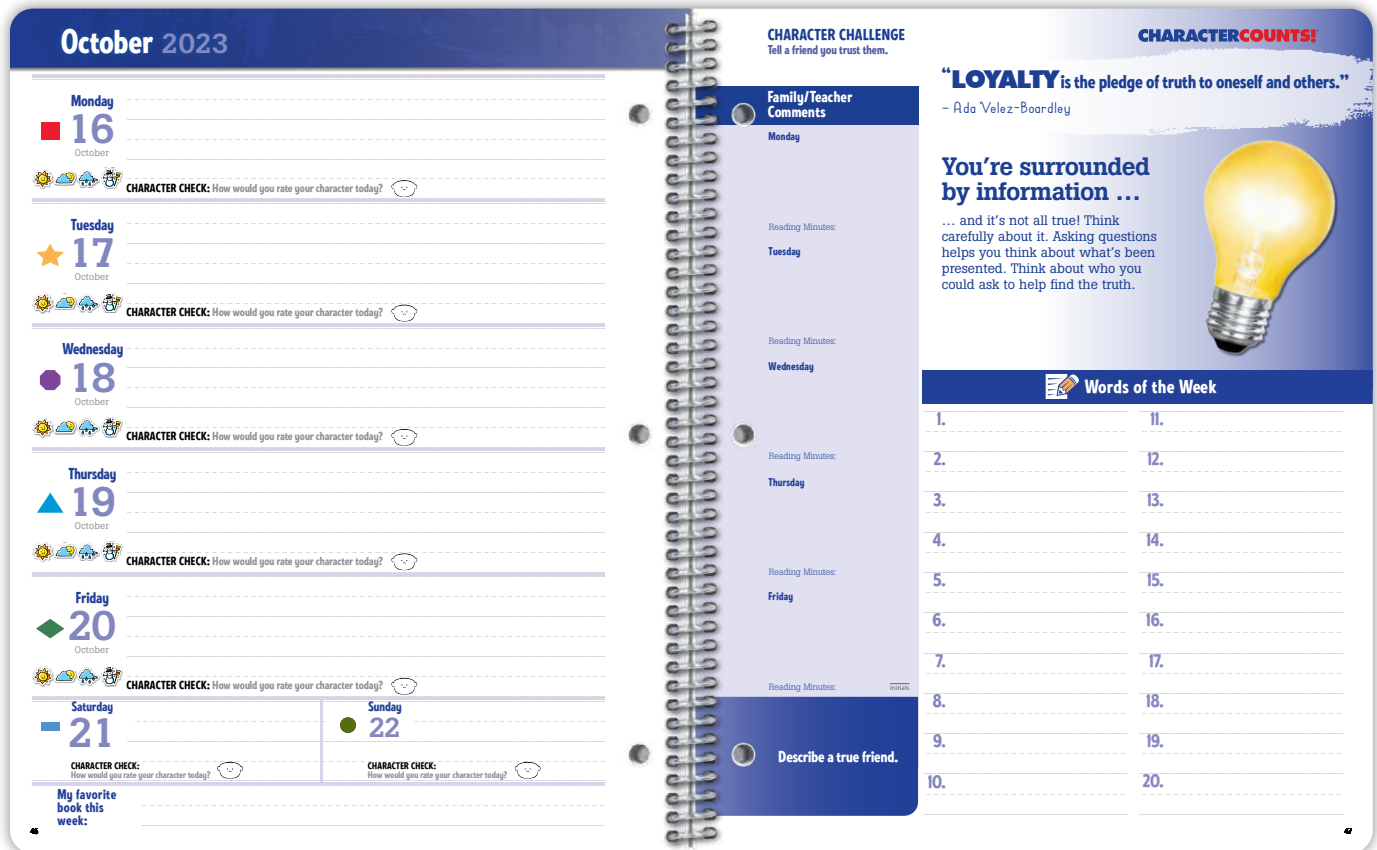 October 2023
Monday
16
October
CHARACTER CHECK: How would you rate your character today?
Tuesday
17
October
CHARACTER CHECK: How would you rate your character today?
Wednesday
18
October
CHARACTER CHECK: How would you rate your character today?
Thursday
19
October
CHARACTER CHECK: How would you rate your character today?
Friday
20
October
CHARACTER CHECK: How would you rate your character today?
Saturday
21
CHARACTER CHECK:
How would you rate your character today?
Sunday
22
CHARACTER CHECK:
How would you rate your character today?
My favorite
book this
week:
46
CHARACTER CHALLENGE
Tell a friend you trust them.
Family/Teacher
Comments
Monday
Reading Minutes:
Tuesday
Reading Minutes:
Wednesday
Reading Minutes:
Thursday
Reading Minutes:
Friday
Reading Minutes:
Initials
Describe a true friend.
CHARACTERCOUNTS!
“LOYALTY is the pledge of truth to oneself and others.”
– Ada Velez-Boardley
You’re surrounded
by information …
… and it’s not all true! Think
carefully about it. Asking questions
helps you think about what’s been
presented. Think about who you
could ask to help find the truth.
Words of the Week
1.
2.
3.
4.
5.
6.
7.
8.
9.
10.
11.
12.
13.
14.
15.
16.
17.
18.
19.
20.
47